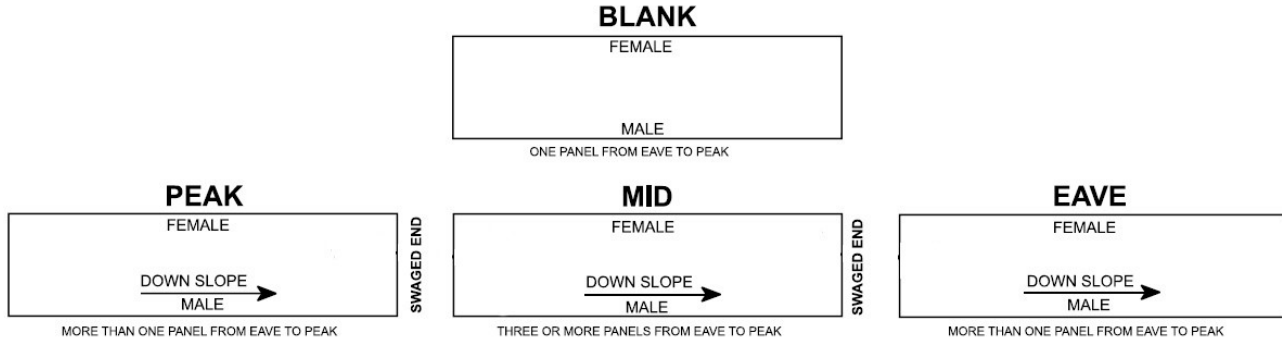 BLANK
FEMALE
MALE
ONE PANEL FROM EAVE TO PEAK
PEAK
FEMALE
DOWN SLOPE
MALE
SWAGED END
MORE THAN ONE PANEL FROM EAVE TO PEAK
MID
FEMALE
DOWN SLOPE
MALE
SWAGED END
THREE OR MORE PANELS FROM EAVE TO PEAK
EAVE
FEMALE
DOWN SLOPE
MALE
MORE THAN ONE PANEL FROM EAVE TO PEAK